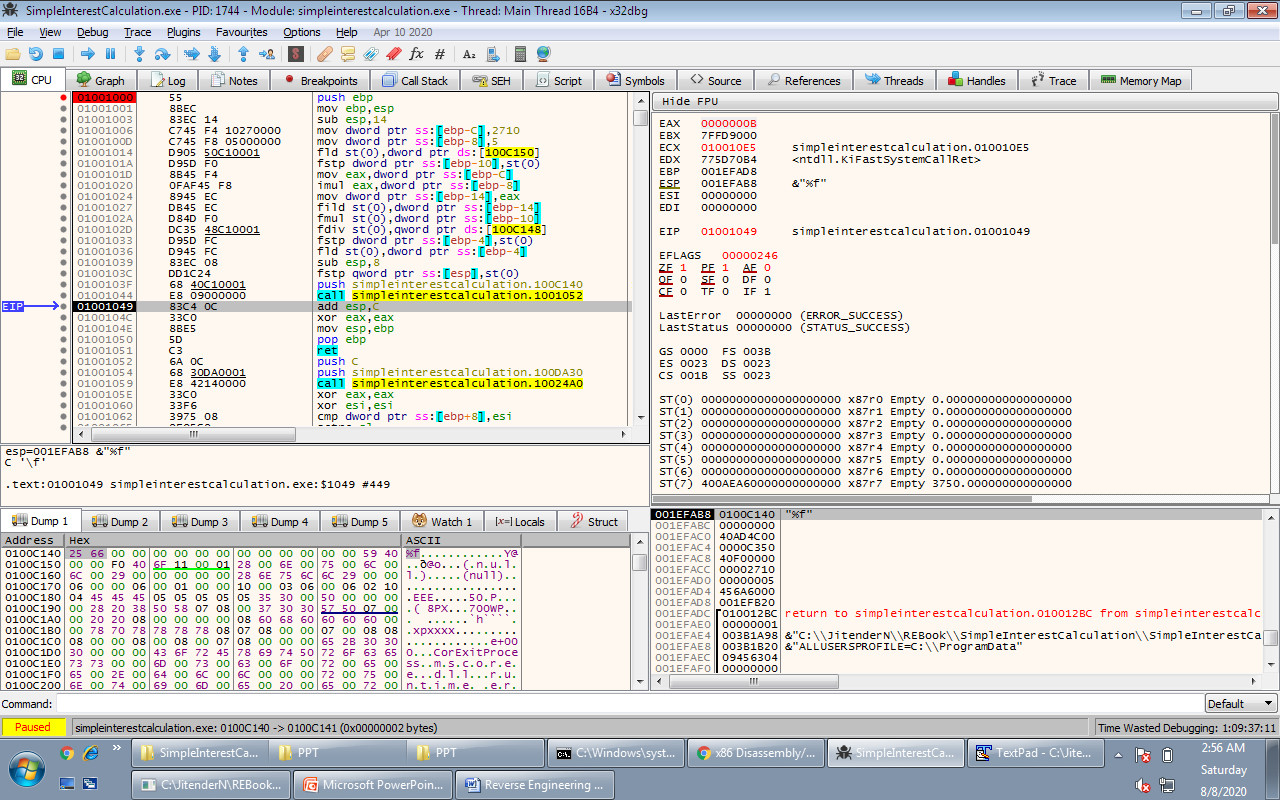 SimpleInterestCalculation.exe - PID: 1744 - Module: simpleinterestcalculation.exe - Thread: Main Thread 16B4 - x32dbg
File View Debug Trace Plugins Favourites Options Help Apr 10 2020
CPU Graph Log Notes Breakpoints Call Stack SEH Script Symbols Source References Threads Handles Trace Memory Map
01001000 55 push ebp
01001001 8BEC mov ebp,esp
01001003 83EC 14 sub esp,14
01001006 C745 F4 10270000 mov dword ptr ss:[ebp-C],2710
0100100D C745 F8 05000000 mov dword ptr ss:[ebp-8],5
01001014 D905 50C10001 fld st(0),dword ptr ds:[100C150]
0100101A D95D F0 fstp dword ptr ss:[ebp-10],st(0)
0100101D 8B45 F4 mov eax,dword ptr ss:[ebp-C]
01001020 0FAF45 F8 imul eax,dword ptr ss:[ebp-8]
01001024 8945 EC mov dword ptr ss:[ebp-14],eax
01001027 DB45 EC fild st(0),dword ptr ss:[ebp-14]
0100102A D84D F0 fmul st(0),dword ptr ss:[ebp-10]
0100102D DC35 48C10001 fdiv st(0),qword ptr ds:[100C148]
01001033 D95D FC fstp dword ptr ss:[ebp-4],st(0)
01001036 D945 FC fld st(0),dword ptr ss:[ebp-4]
01001039 83EC 08 sub esp,8
0100103C DD1C24 fstp qword ptr ss:[esp],st(0)
0100103F 68 40C10001 push simpleinterestcalculation.100C140
01001044 E8 09000000 call simpleinterestcalculation.1001052
EIP 01001049 83C4 0C add esp,C
0100104C 33C0 xor eax,eax
0100104E 8BE5 mov esp,ebp
01001050 5D pop ebp
01001051 C3 ret
01001052 6A 0C push C
01001054 68 30DA0001 push simpleinterestcalculation.100DA30
01001059 E8 42140000 call simpleinterestcalculation.10024A0
0100105E 33C0 xor eax,eax
01001060 33F6 xor esi,esi
01001062 3975 08 cmp dword ptr ss:[ebp+8],esi
Hide FPU
EAX 0000000B
EBX 7FFD9000
ECX 010010E5 simpleinterestcalculation.010010E5
EDX 775D70B4 <ntdll.KiFastSystemCallRet>
EBP 001EFAD8
ESP 001EFAB8 &"%f"
ESI 00000000
EDI 00000000
EIP 01001049 simpleinterestcalculation.01001049
EFLAGS 00000246
ZF 1 PF 1 AF 0
OF 0 SF 0 DF 0
CF 0 TF 0 IF 1
LastError 00000000 (ERROR_SUCCESS)
LastStatus 00000000 (STATUS_SUCCESS)
GS 0000 FS 003B
ES 0023 DS 0023
CS 001B SS 0023
ST(0) 00000000000000000000 x87r0 Empty 0.000000000000000000
ST(1) 00000000000000000000 x87r1 Empty 0.000000000000000000
ST(2) 00000000000000000000 x87r2 Empty 0.000000000000000000
ST(3) 00000000000000000000 x87r3 Empty 0.000000000000000000
ST(4) 00000000000000000000 x87r4 Empty 0.000000000000000000
ST(5) 00000000000000000000 x87r5 Empty 0.000000000000000000
ST(6) 00000000000000000000 x87r6 Empty 0.000000000000000000
ST(7) 400AEA60000000000000 x87r7 Empty 3750.000000000000000
esp=001EFAB8 &"%f"
C '\f'
.text:01001049 simpleinterestcalculation.exe:$1049 #449
Dump 1 Dump 2 Dump 3 Dump 4 Dump 5 Watch 1 Locals Struct
Address Hex ASCII
0100C140 25 66 00 00 00 00 00 00 00 00 00 00 00 00 59 40 %f............Y@
0100C150 00 00 F0 40 6F 11 00 01 28 00 6E 00 75 00 6C 00 ..ð@o...(.n.u.l.
0100C160 6C 00 29 00 00 00 00 00 28 6E 75 6C 6C 29 00 00 l.).....(null)..
0100C170 06 00 00 06 00 01 00 00 10 00 03 06 00 06 02 10 ................
0100C180 04 45 45 45 05 05 05 05 05 35 30 00 50 00 00 00 .EEE.....50.P...
0100C190 00 28 20 38 50 58 07 08 00 37 30 30 57 50 07 00 .( 8PX...700WP..
0100C1A0 00 20 20 08 00 00 00 00 08 60 68 60 60 60 60 00 .  ......`h````.
0100C1B0 00 78 70 78 78 78 78 08 07 08 00 00 07 00 08 08 .xpxxxx.........
0100C1C0 08 00 00 08 00 08 00 07 08 00 00 00 65 2B 30 30 ............e+00
0100C1D0 30 00 00 00 43 6F 72 45 78 69 74 50 72 6F 63 65 0...CorExitProce
0100C1E0 73 73 00 00 6D 00 73 00 63 00 6F 00 72 00 65 00 ss..m.s.c.o.r.e.
0100C1F0 65 00 2E 00 64 00 6C 00 6C 00 00 00 72 00 75 00 e...d.l.l...r.u.
0100C200 6E 00 74 00 69 00 6D 00 65 00 20 00 65 00 72 00 n.t.i.m.e. .e.r.
001EFAB8 0100C140 "%f"
001EFABC 00000000
001EFAC0 40AD4C00
001EFAC4 0000C350
001EFAC8 40F00000
001EFACC 00002710
001EFAD0 00000005
001EFAD4 456A6000
001EFAD8 001EFB20
001EFADC 010012BC return to simpleinterestcalculation.010012BC from simpleinterestcalc
001EFAE0 00000001
001EFAE4 003B1A98 &"C:\\JitenderN\\REBook\\SimpleInterestCalculation\\SimpleInterestCa
001EFAE8 003B1B20 &"ALLUSERSPROFILE=C:\\ProgramData"
001EFAEC 09456304
001EFAF0 00000000
Command: Default
Paused simpleinterestcalculation.exe: 0100C140 -> 0100C141 (0x00000002 bytes) Time Wasted Debugging: 1:09:37:11
SimpleInterestCa... PPT PPT C:\Windows\syst... x86 Disassembly/... SimpleInterestCa... TextPad - C:\Jite... 2:56 AM
Saturday
C:\JitenderN\REBook... Microsoft PowerPoin... Reverse Engineering ... 8/8/2020